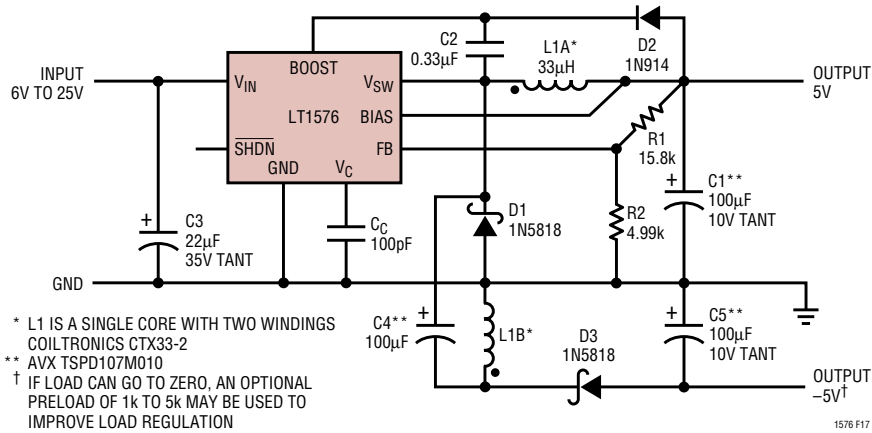 C2
0.33µF
L1A*
33µH
D2
1N914
INPUT
6V TO 25V
BOOST
VIN
VSW
LT1576
BIAS
SHDN
FB
GND
VC
OUTPUT
5V
R1
15.8k
+
C3
22µF
35V TANT
CC
100pF
D1
1N5818
R2
4.99k
+
C1**
100µF
10V TANT
GND
+
C4**
100µF
L1B*
D3
1N5818
+
C5**
100µF
10V TANT
OUTPUT
–5V†
* L1 IS A SINGLE CORE WITH TWO WINDINGS
COILTRONICS CTX33-2
** AVX TSPD107M010
† IF LOAD CAN GO TO ZERO, AN OPTIONAL
PRELOAD OF 1k TO 5k MAY BE USED TO
IMPROVE LOAD REGULATION
1576 F17